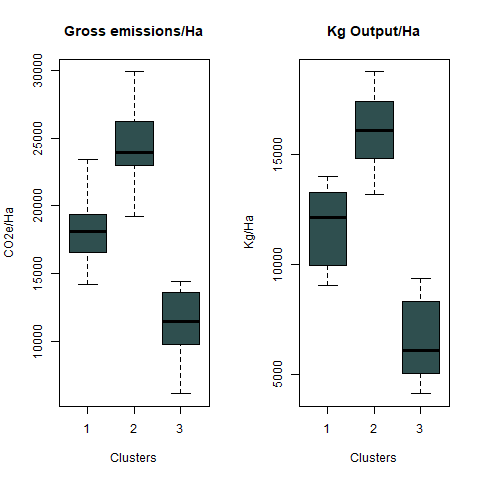 Gross emissions/Ha
CO2e/Ha
30000
25000
20000
15000
10000
1 2 3
Clusters
Kg Output/Ha
Kg/Ha
15000
10000
5000
1 2 3
Clusters